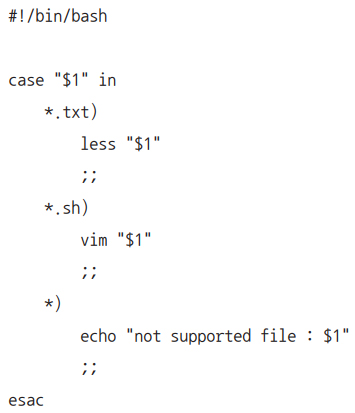 #!/bin/bash

case "$1" in
    *.txt)
        less "$1"
        ;;
    *.sh)
        vim "$1"
        ;;
    *)
        echo "not supported file : $1"
        ;;
esac